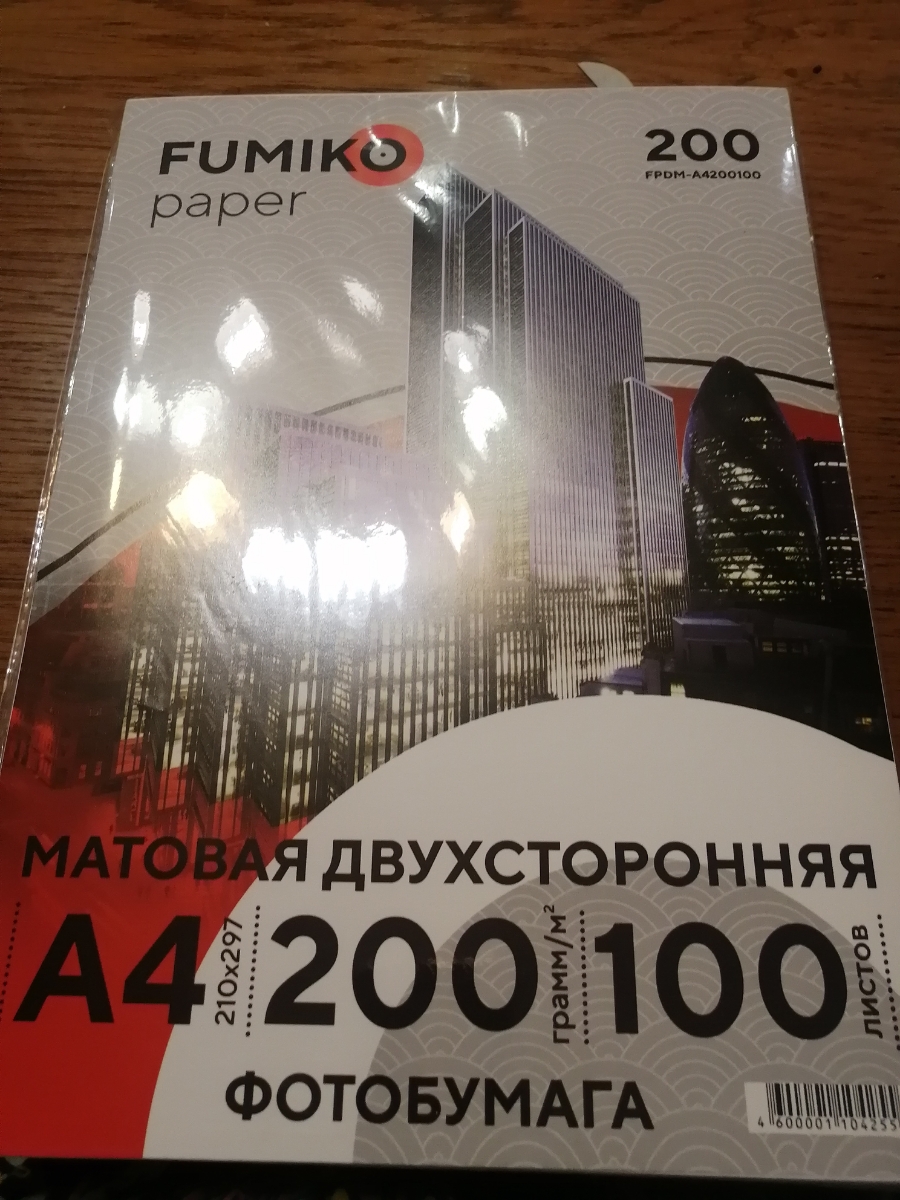 FUMIKO
paper
200
FPDM-A4200100
МАТОВАЯ ДВУХСТОРОННЯЯ
A4 210x297 200 грамм/м² 100 листов
ФОТОБУМАГА
4 600001 104255